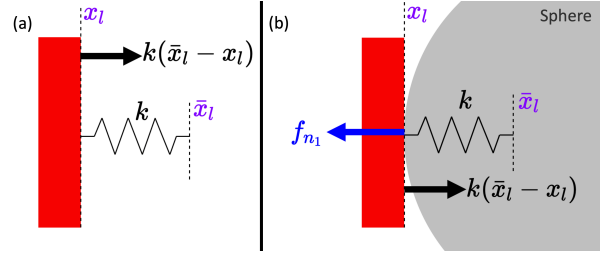 (a)
x_l
k(x̄_l − x_l)
k
x̄_l
(b)
x_l
Sphere
k
x̄_l
f_{n_1}
k(x̄_l − x_l)